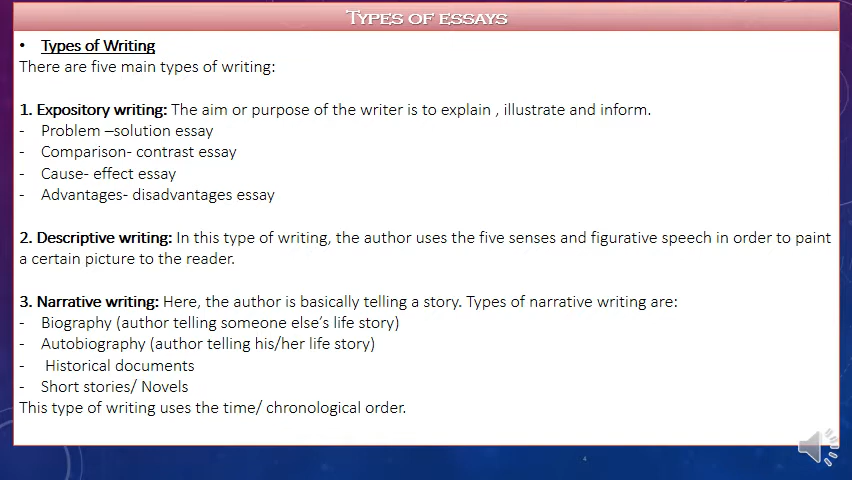 Types of essays
• Types of Writing
There are five main types of writing:
1. Expository writing: The aim or purpose of the writer is to explain , illustrate and inform.
- Problem –solution essay
- Comparison- contrast essay
- Cause- effect essay
- Advantages- disadvantages essay
2. Descriptive writing: In this type of writing, the author uses the five senses and figurative speech in order to paint
a certain picture to the reader.
3. Narrative writing: Here, the author is basically telling a story. Types of narrative writing are:
- Biography (author telling someone else’s life story)
- Autobiography (author telling his/her life story)
- Historical documents
- Short stories/ Novels
This type of writing uses the time/ chronological order.
4